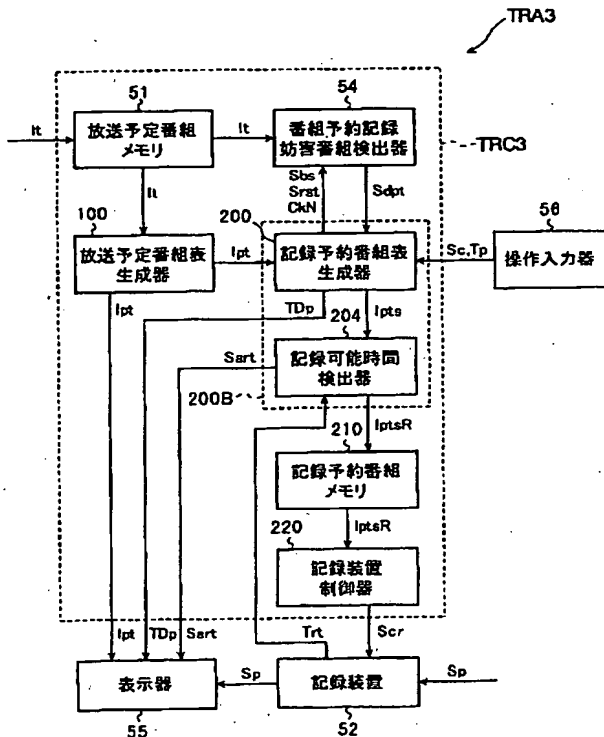 TRA3
51
54
It
放送予定番組
メモリ
It
番組予約記録
妨害番組検出器
TRC3
It
Sbs
Srst
CkN
Sdpt
100
200
56
放送予定番組表
生成器
Ipt
記録予約番組表
生成器
Sc,Tp
操作入力器
Ipt
TDp
Ipts
204
Sart
記録可能時間
検出器
200B
IptsR
210
記録予約番組
メモリ
220
IptsR
記録装置
制御器
Ipt
TDp
Sart
Trt
Scr
表示器
Sp
記録装置
Sp
55
52